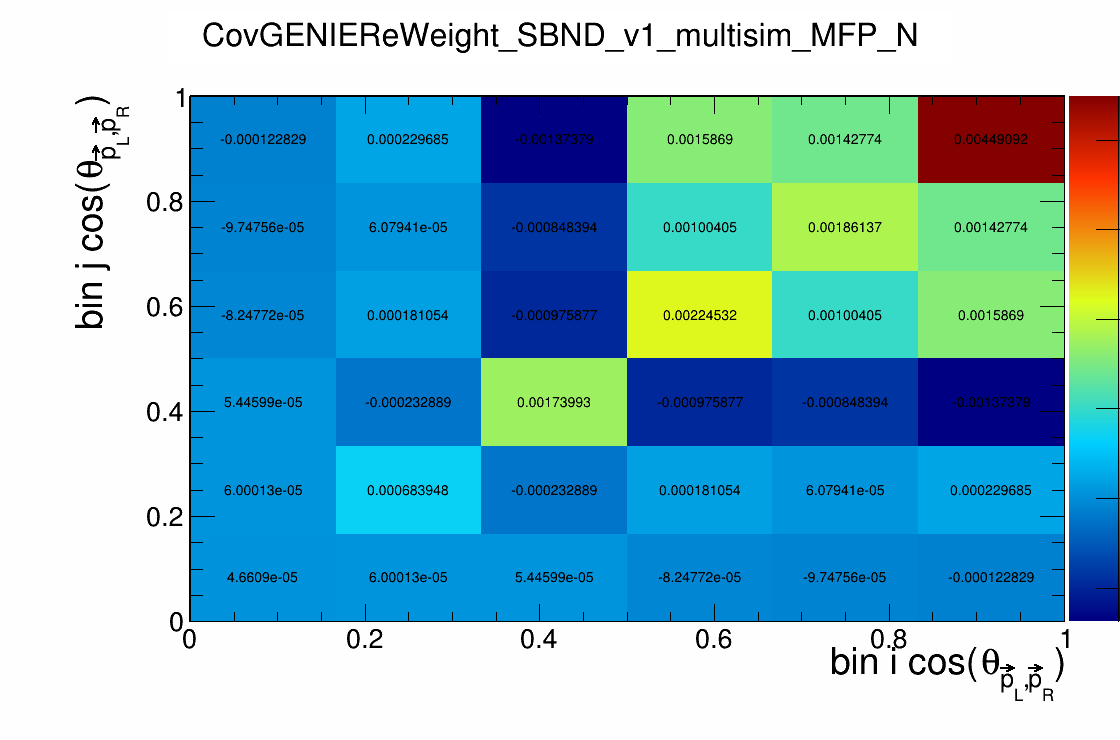 CovGENIEReWeight_SBND_v1_multisim_MFP_N
bin j cos(θ p⃗_L,p⃗_R)
1
-0.000122829 0.000229685 -0.00137379 0.0015869 0.00142774 0.00449092
0.8
-9.74756e-05 6.07941e-05 -0.000848394 0.00100405 0.00186137 0.00142774
0.6
-8.24772e-05 0.000181054 -0.000975877 0.00224532 0.00100405 0.0015869
0.4
5.44599e-05 -0.000232889 0.00173993 -0.000975877 -0.000848394 -0.00137379
6.00013e-05 0.000683948 -0.000232889 0.000181054 6.07941e-05 0.000229685
0.2
4.6609e-05 6.00013e-05 5.44599e-05 -8.24772e-05 -9.74756e-05 -0.000122829
0
0 0.2 0.4 0.6 0.8 1
bin i cos(θ p⃗_L,p⃗_R)